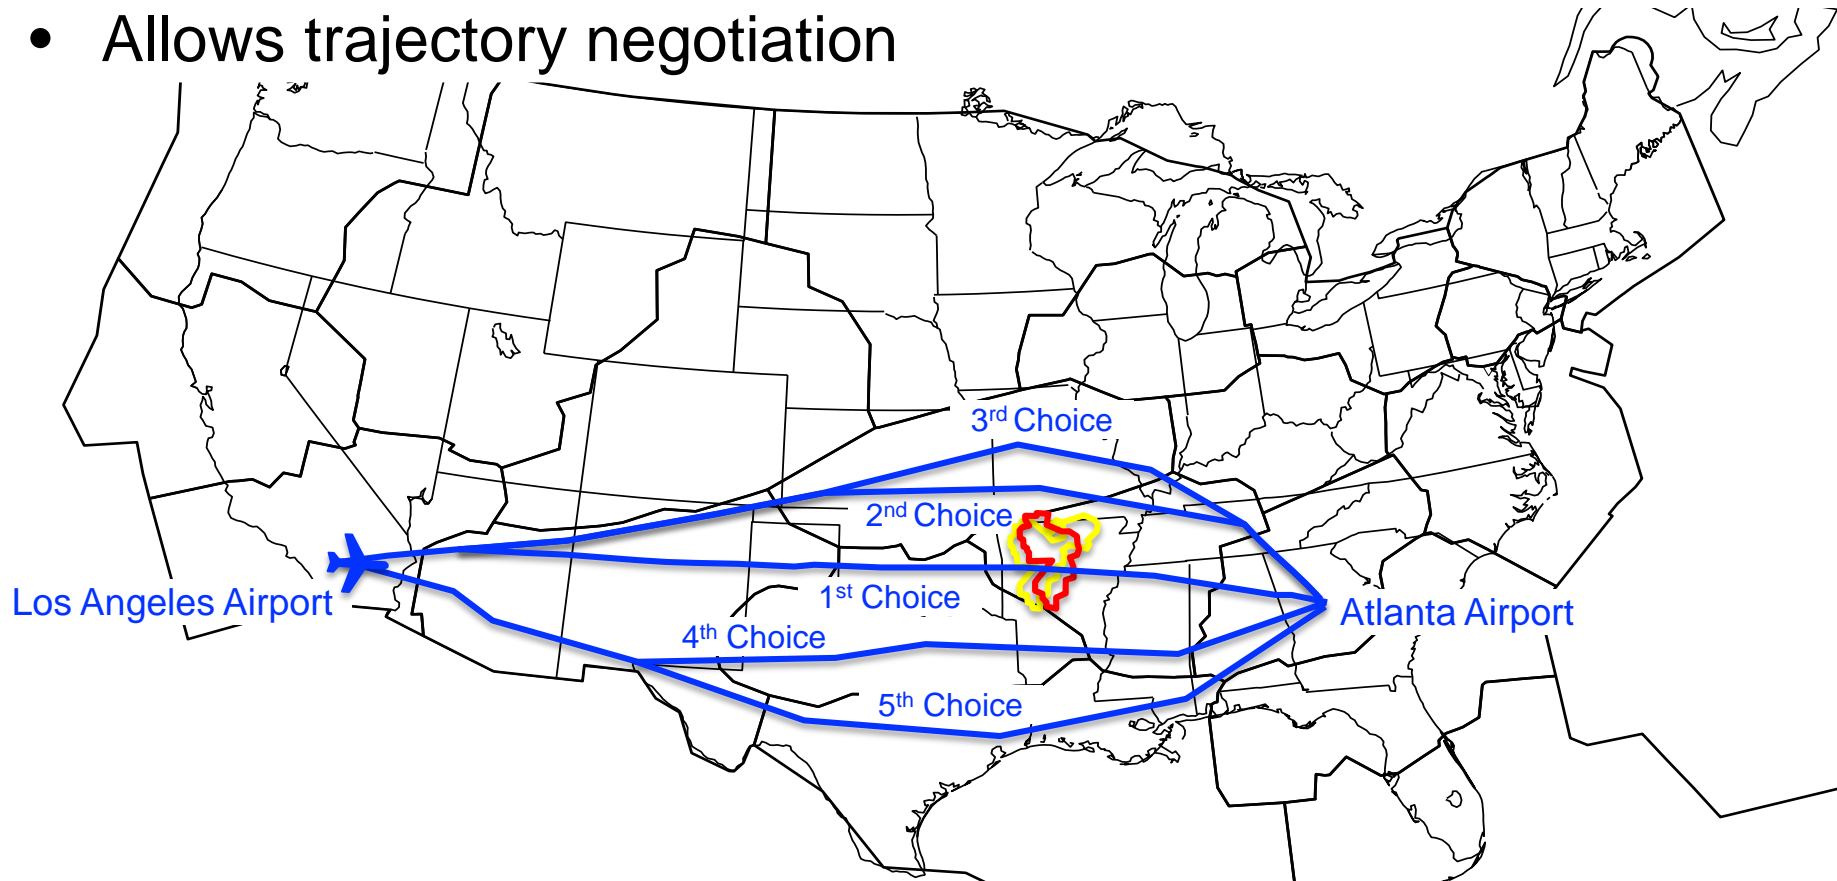 • Allows trajectory negotiation
3rd Choice
2nd Choice
1st Choice
Los Angeles Airport
Atlanta Airport
4th Choice
5th Choice